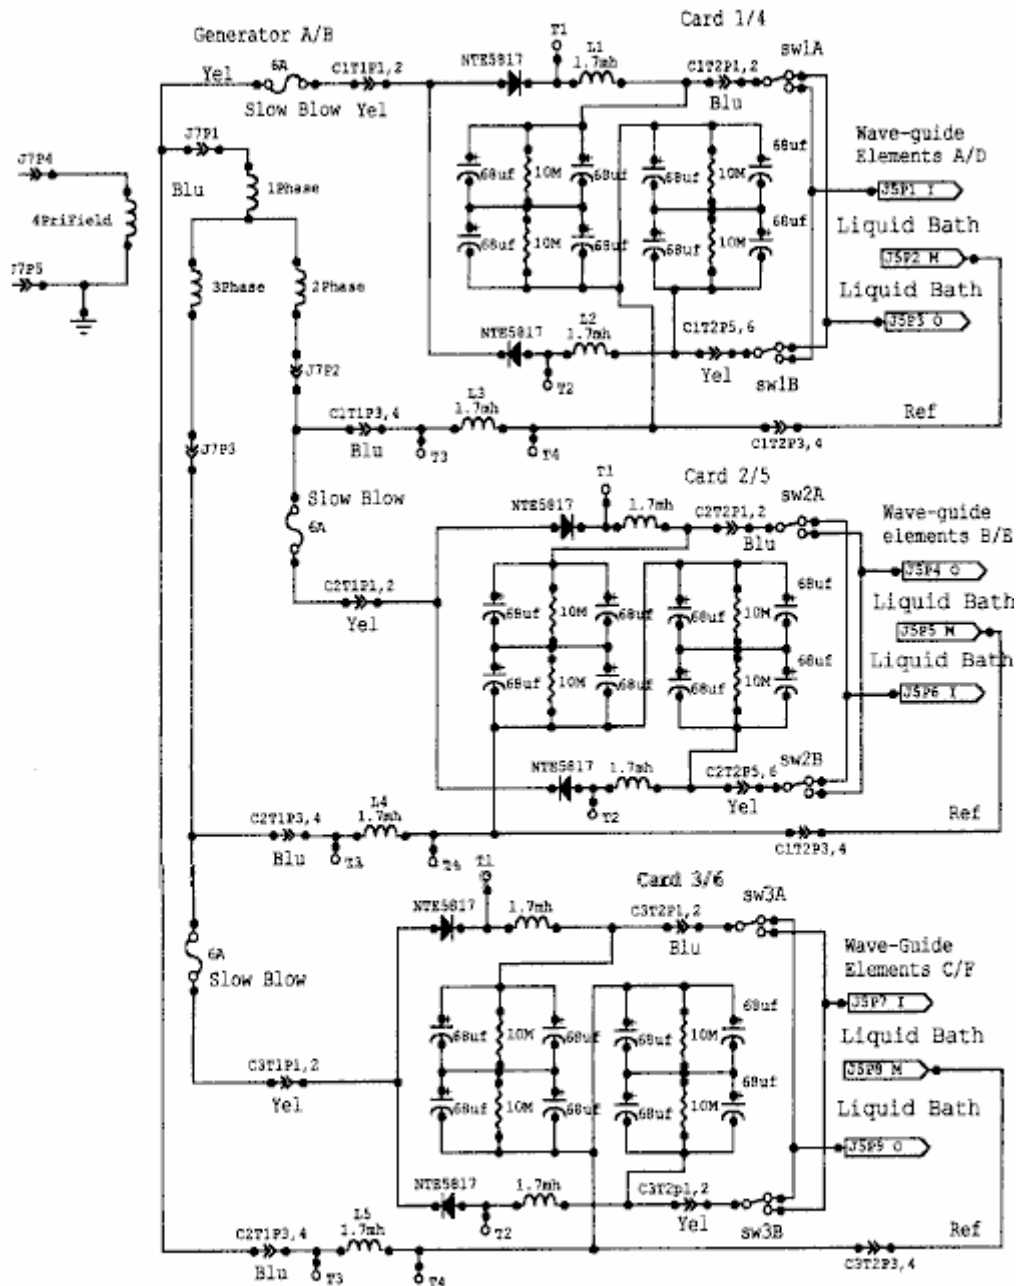 Card 1/4
Generator A/B
T1
L1
sw1A
Yel
6A
C1T1P1,2
NTE5817
1.7mh
C1T2P1,2
Slow Blow
Yel
Blu
J7P1
Wave-guide
Elements A/D
J7P4
Blu
68uf
10M
68uf
68uf
10M
68uf
1Phase
J5P1 I
4PriField
68uf
Liquid Bath
68uf
10M
68uf
68uf
10M
J5P2 M
J7P5
3Phase
2Phase
Liquid Bath
L2
C1T2P5,6
J5P3 O
NTE5817
1.7mh
J7P2
T2
Yel
sw1B
L3
C1T1P3,4
1.7mh
Ref
J7P3
Blu
T3
T4
C1T2P3,4
T1
Card 2/5
Slow Blow
NTE5817
1.7mh
C2T2P1,2
sw2A
6A
Blu
Wave-guide
elements B/E
C2T1P1,2
68uf
J5P4 O
Yel
68uf
10M
68uf
68uf
10M
Liquid Bath
J5P5 M
68uf
Liquid Bath
68uf
10M
68uf
68uf
10M
J5P6 I
sw2B
NTE5817
1.7mh
C2T2P5,6
T2
Yel
L4
C2T1P3,4
1.7mh
Ref
Blu
T3
T4
C1T2P3,4
T1
Card 3/6
NTE5817
1.7mh
C3T2P1,2
sw3A
6A
Blu
Slow Blow
Wave-Guide
Elements C/F
68uf
J5P7 I
68uf
10M
68uf
68uf
10M
Liquid Bath
C3T1P1,2
J5P8 M
Yel
68uf
68uf
10M
68uf
68uf
10M
Liquid Bath
J5P9 O
NTE5817
1.7mh
C3T2p1,2
L5
T2
Yel
sw3B
C2T1P3,4
1.7mh
Ref
Blu
T3
T4
C3T2P3,4